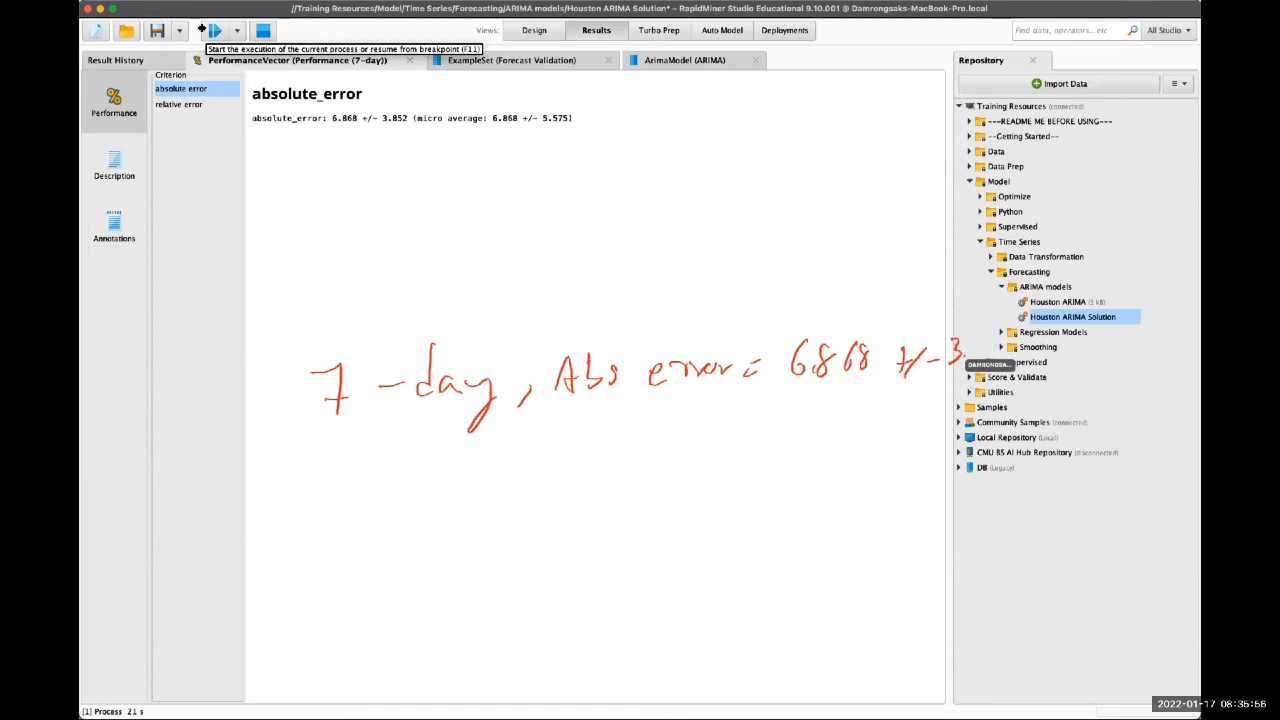 //Training Resources/Model/Time Series/Forecasting/ARIMA models/Houston ARIMA Solution* – RapidMiner Studio Educational 9.10.001 @ Damrongsaks-MacBook-Pro.local
Views: Design Results Turbo Prep Auto Model Deployments
Find data, operators...etc All Studio
Start the execution of the current process or resume from breakpoint (F11)
Result History
PerformanceVector (Performance (7-day))
ExampleSet (Forecast Validation)
ArimaModel (ARIMA)
Performance
Description
Annotations
Criterion
absolute error
relative error
absolute_error
absolute_error: 6.868 +/- 3.852 (micro average: 6.868 +/- 5.575)
7 - day, Abs error = 6.868 +/- 3.
Repository
Import Data
Training Resources (connected)
---README ME BEFORE USING---
--Getting Started--
Data
Data Prep
Model
Optimize
Python
Supervised
Time Series
Data Transformation
Forecasting
ARIMA models
Houston ARIMA (3 kB)
Houston ARIMA Solution
Regression Models
Smoothing
DAMRONGSA...
pervised
Score & Validate
Utilities
Samples
Community Samples (connected)
Local Repository (Local)
CMU BS AI Hub Repository (disconnected)
DB (Legacy)
[1] Process 21 s
2022-01-17 08:35:56